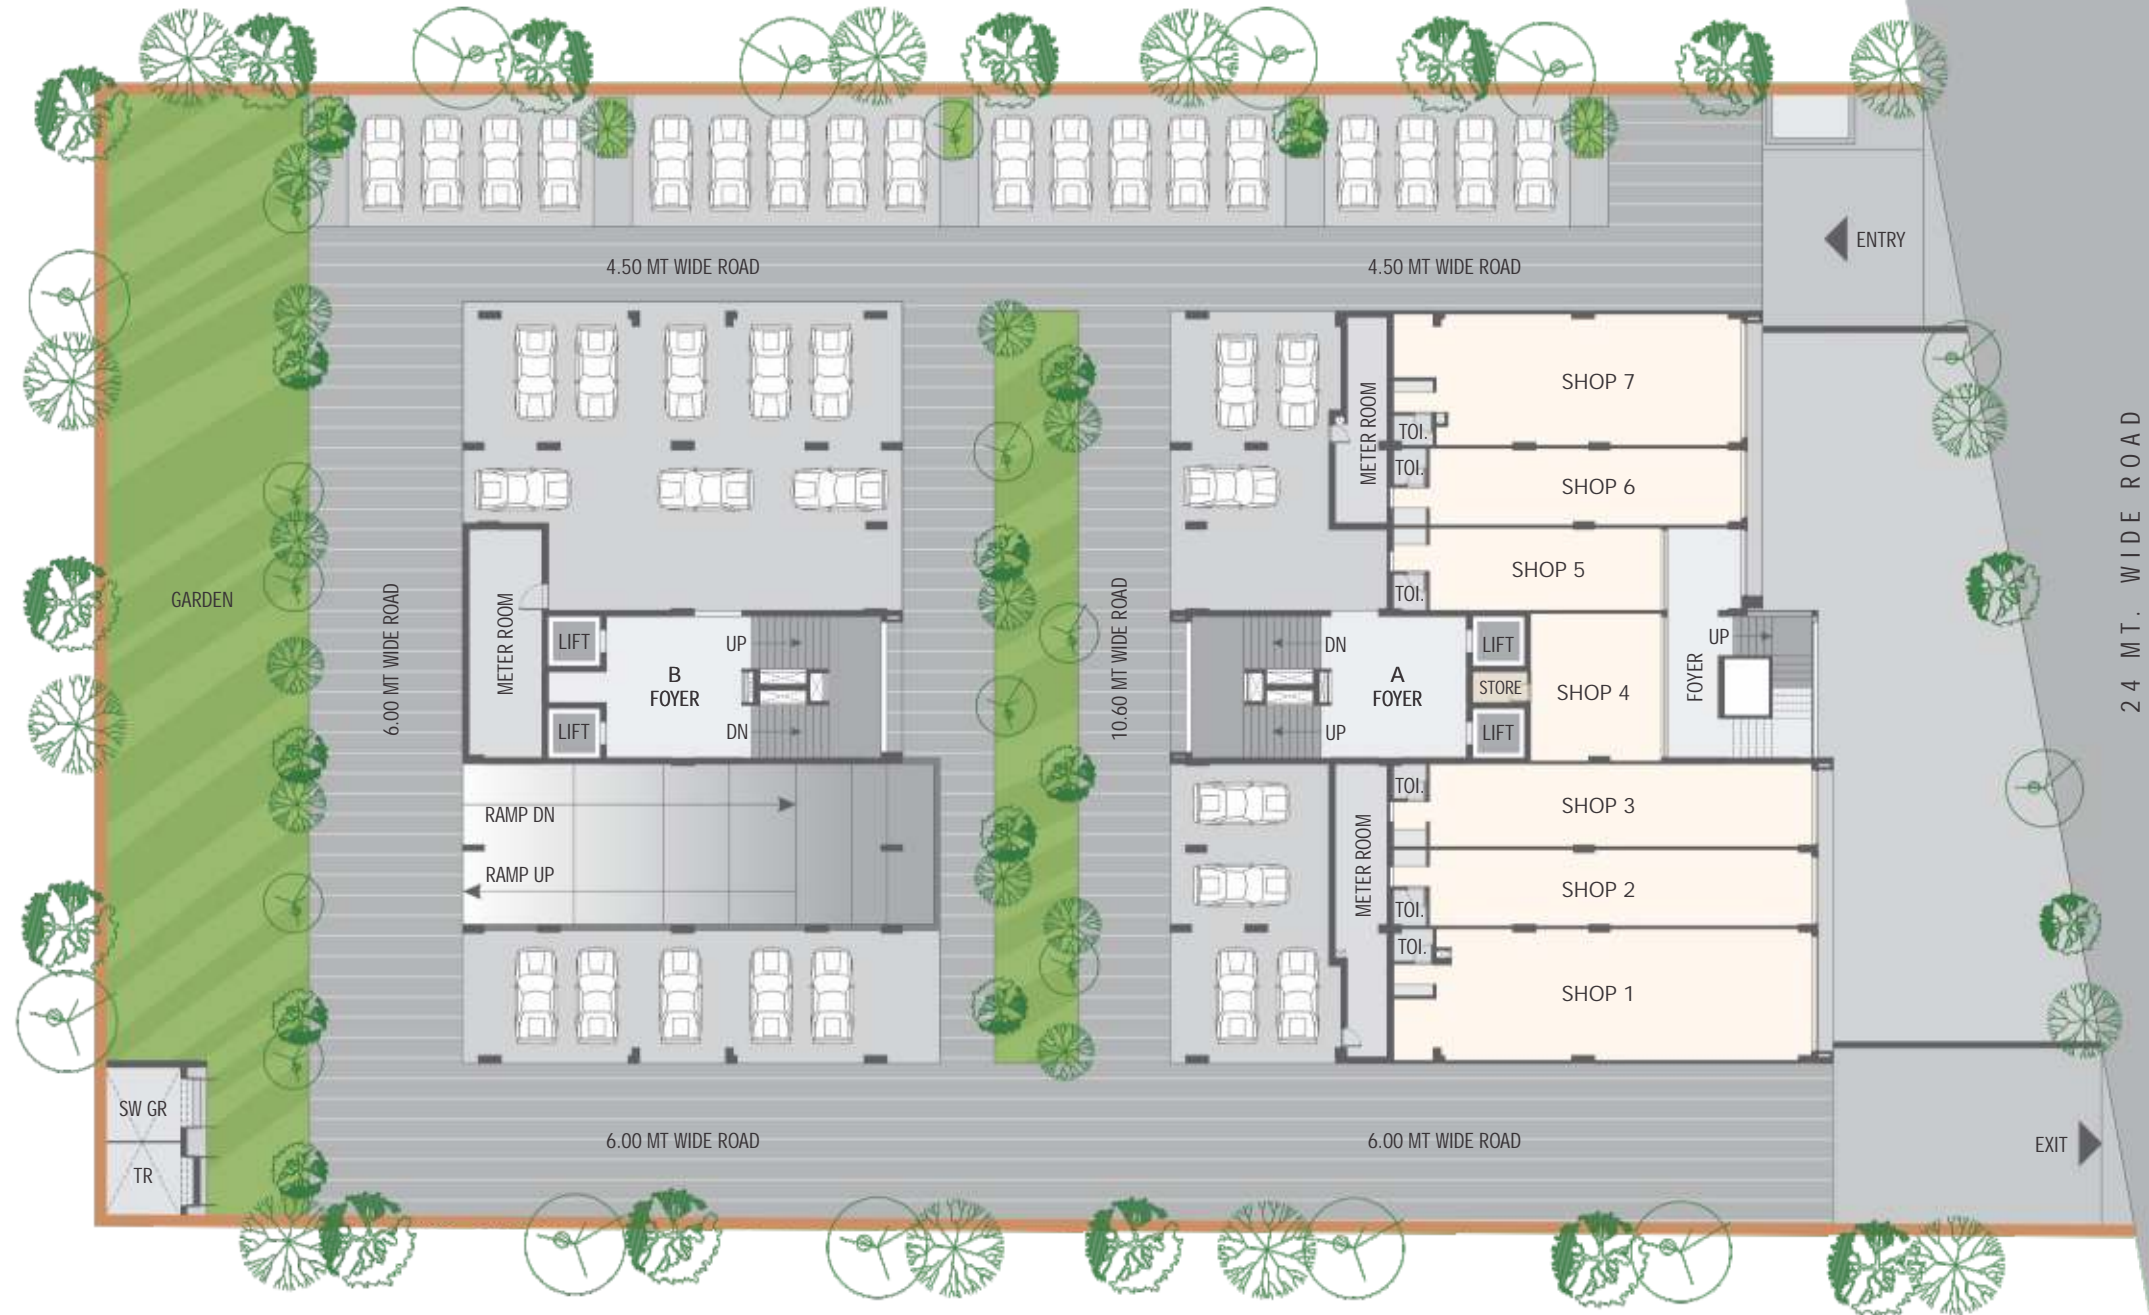 4.50 MT WIDE ROAD
4.50 MT WIDE ROAD
ENTRY
SHOP 7
METER ROOM
TOI.
TOI.
SHOP 6
SHOP 5
TOI.
24 MT. WIDE ROAD
GARDEN
6.00 MT WIDE ROAD
METER ROOM
LIFT
UP
B
FOYER
LIFT
DN
10.60 MT WIDE ROAD
DN
A
FOYER
UP
LIFT
STORE
LIFT
SHOP 4
FOYER
UP
RAMP DN
RAMP UP
METER ROOM
TOI.
SHOP 3
SHOP 2
TOI.
TOI.
SHOP 1
SW GR
TR
6.00 MT WIDE ROAD
6.00 MT WIDE ROAD
EXIT